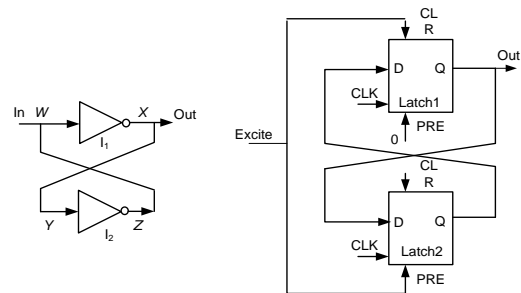 In W X Out
I1
Y Z
I2
CL
R
D Q Out
CLK
Latch1
Excite
PRE
0
CL
R
D Q
CLK
Latch2
PRE